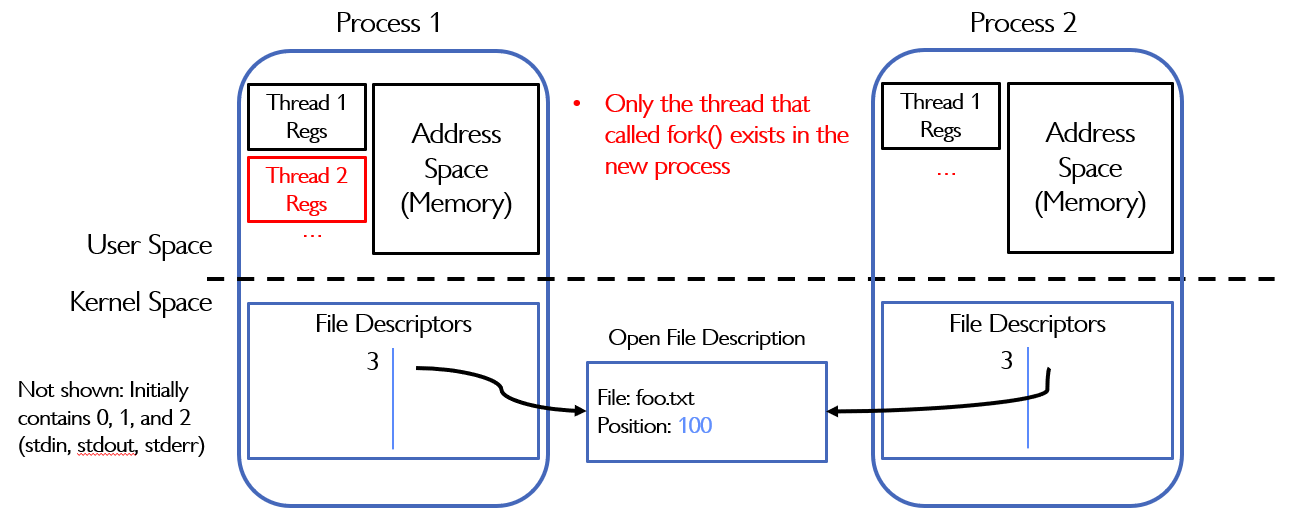 Process 1
Process 2
Thread 1
Regs
Thread 2
Regs
...
Address
Space
(Memory)
• Only the thread that
called fork() exists in the
new process
Thread 1
Regs
...
Address
Space
(Memory)
User Space
Kernel Space
File Descriptors
3
Open File Description
File: foo.txt
Position: 100
File Descriptors
3
Not shown: Initially
contains 0, 1, and 2
(stdin, stdout, stderr)